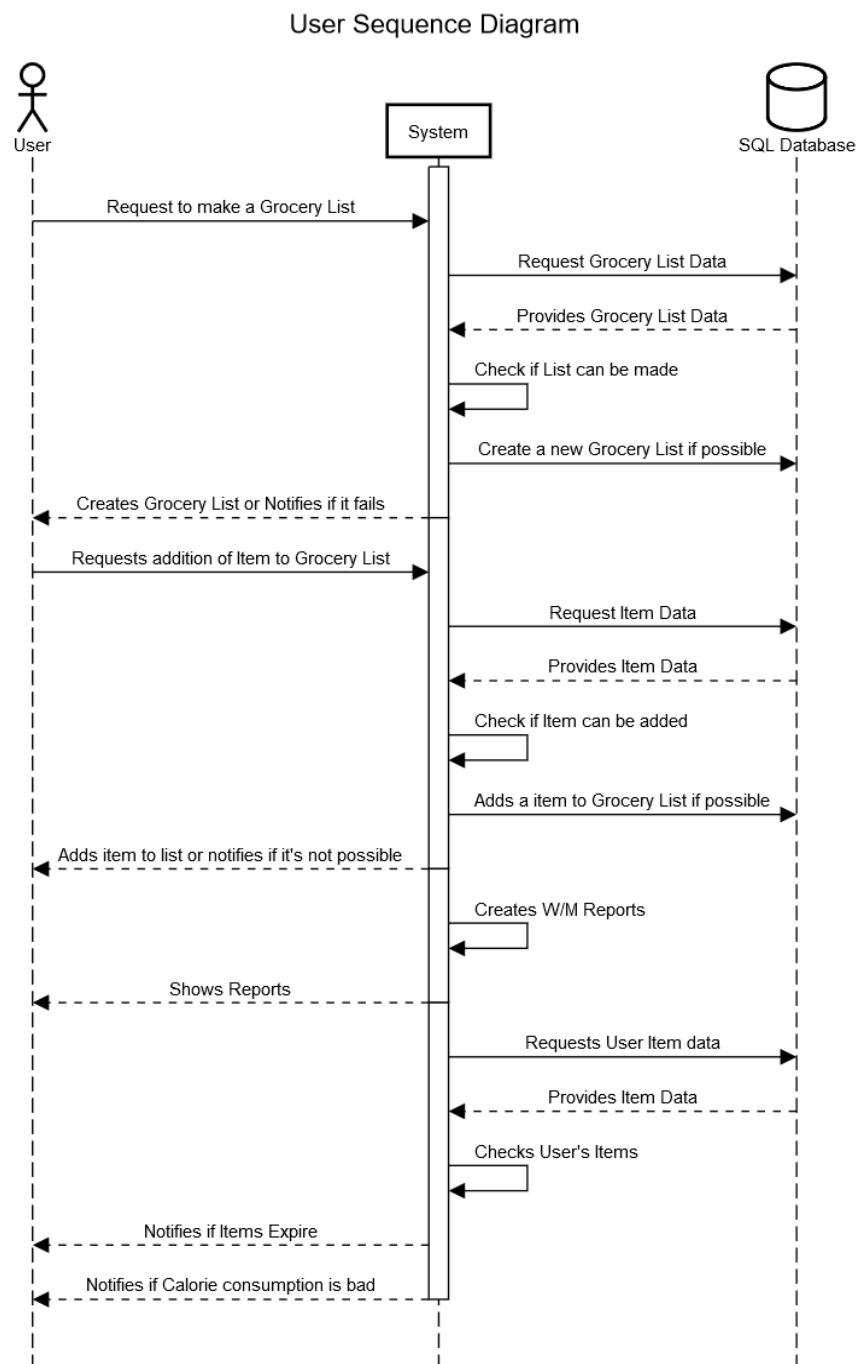 User Sequence Diagram
User
System
SQL Database
Request to make a Grocery List
Request Grocery List Data
Provides Grocery List Data
Check if List can be made
Create a new Grocery List if possible
Creates Grocery List or Notifies if it fails
Requests addition of Item to Grocery List
Request Item Data
Provides Item Data
Check if Item can be added
Adds a item to Grocery List if possible
Adds item to list or notifies if it's not possible
Creates W/M Reports
Shows Reports
Requests User Item data
Provides Item Data
Checks User's Items
Notifies if Items Expire
Notifies if Calorie consumption is bad